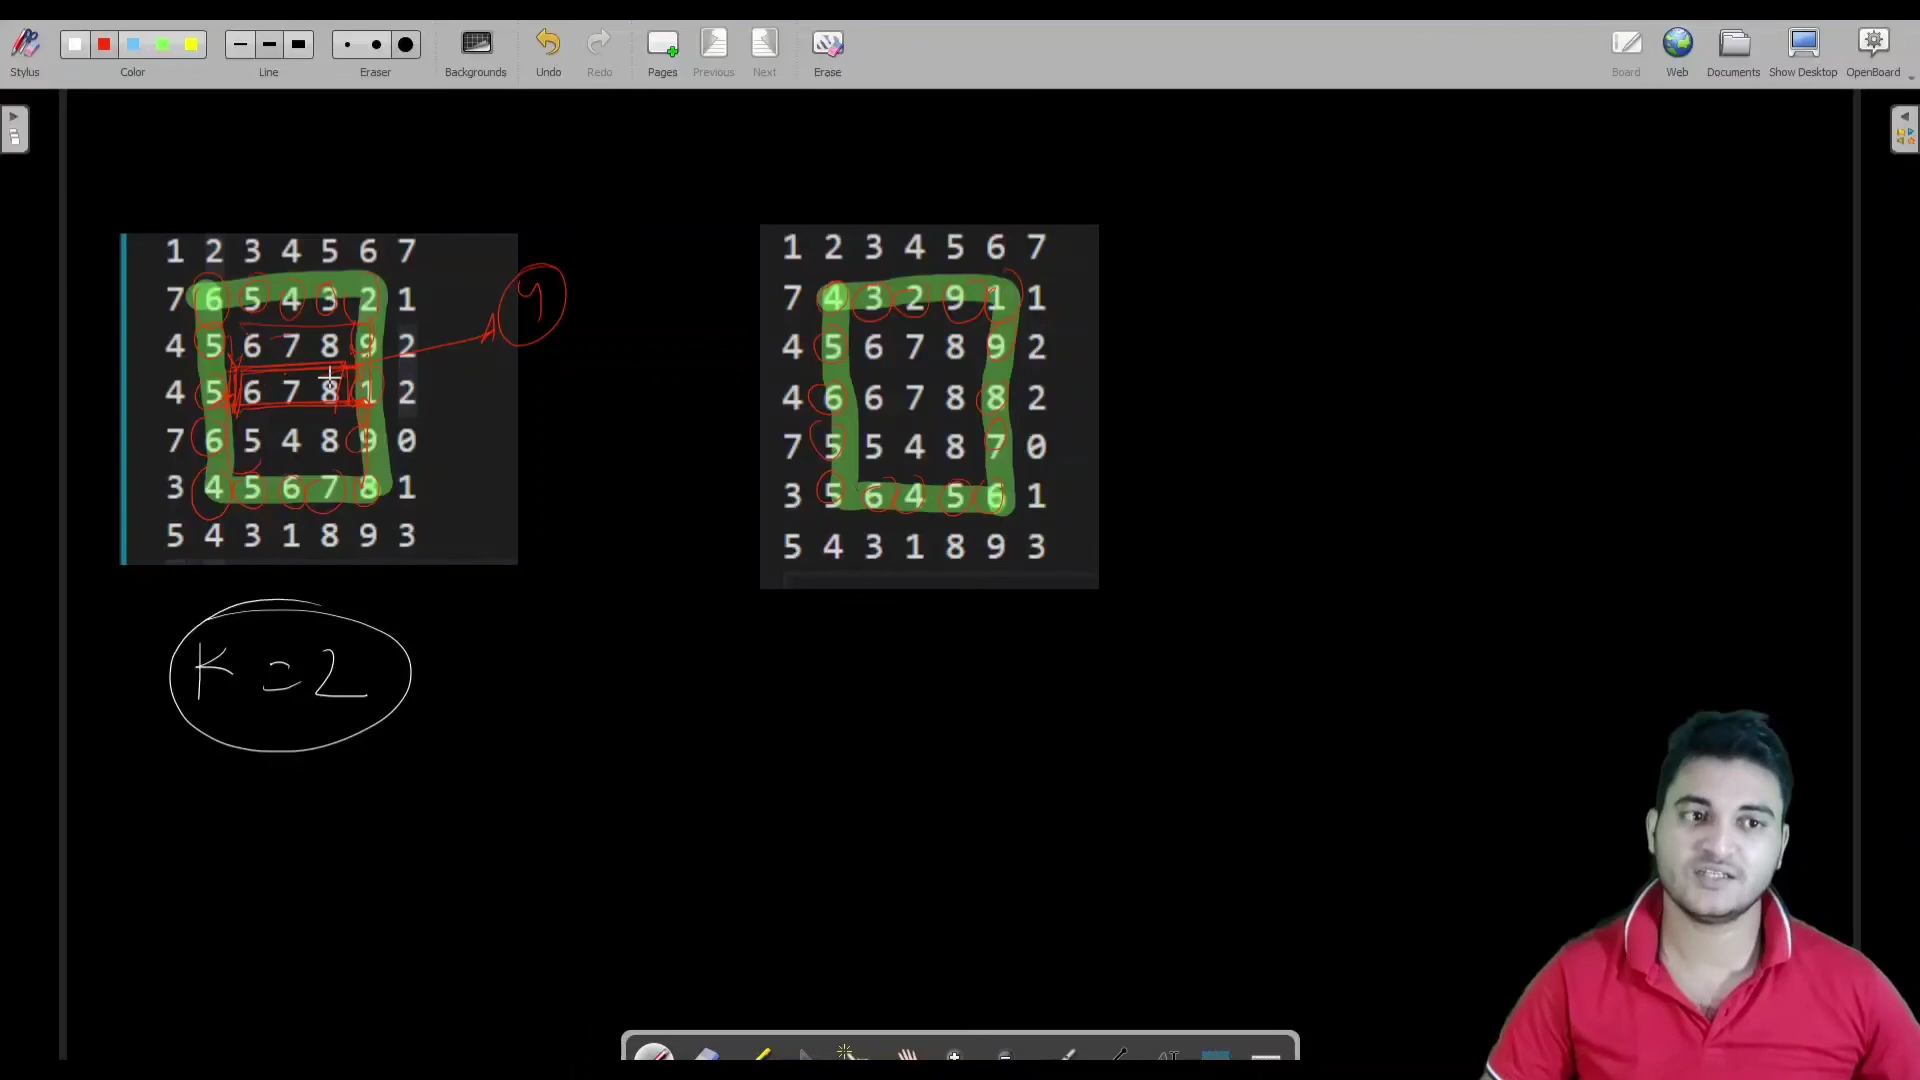 Stylus Color Line Eraser Backgrounds Undo Redo Pages Previous Next Erase Board Web Documents Show Desktop OpenBoard
1 2 3 4 5 6 7
7 6 5 4 3 2 1
4 5 6 7 8 9 2
4 5 6 7 8 1 2
7 6 5 4 8 9 0
3 4 5 6 7 8 1
5 4 3 1 8 9 3
9
1 2 3 4 5 6 7
7 4 3 2 9 1 1
4 5 6 7 8 9 2
4 6 6 7 8 8 2
7 5 5 4 8 7 0
3 5 6 4 5 6 1
5 4 3 1 8 9 3
K = 2